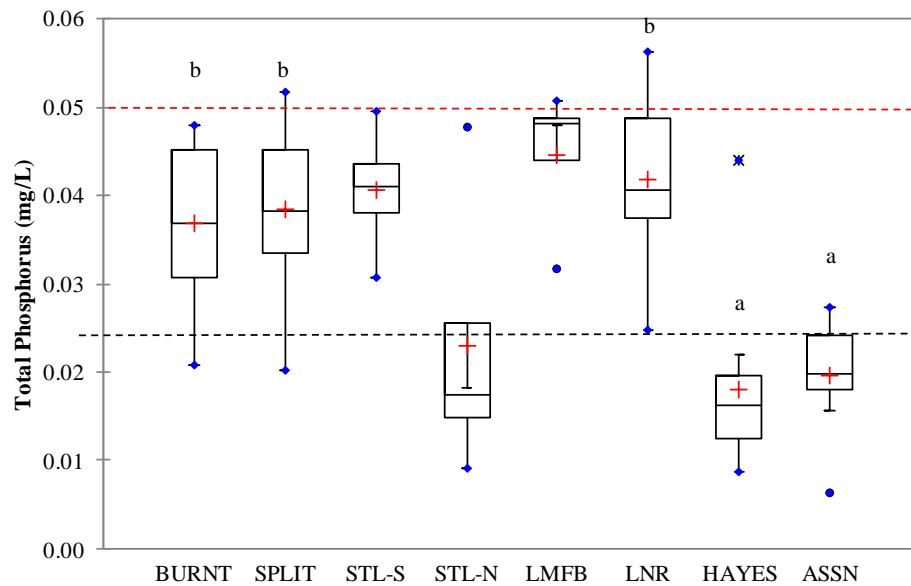 0.06
0.05
0.04
0.03
0.02
0.01
0.00
Total Phosphorus (mg/L)
b
b
b
a
a
BURNT SPLIT STL-S STL-N LMFB LNR HAYES ASSN